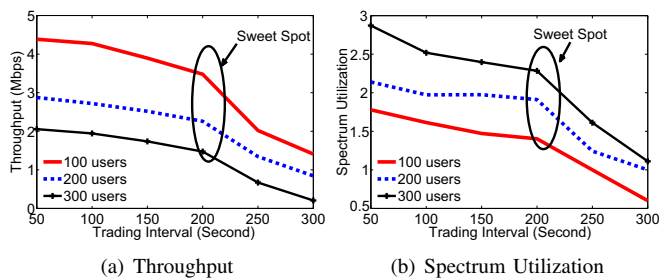 5
4
3
2
1
0
Throughput (Mbps)
Sweet Spot
100 users
200 users
300 users
50 100 150 200 250 300
Trading Interval (Second)
(a) Throughput
3
2.5
2
1.5
1
0.5
Spectrum Utilization
Sweet Spot
100 users
200 users
300 users
50 100 150 200 250 300
Trading Interval (Second)
(b) Spectrum Utilization